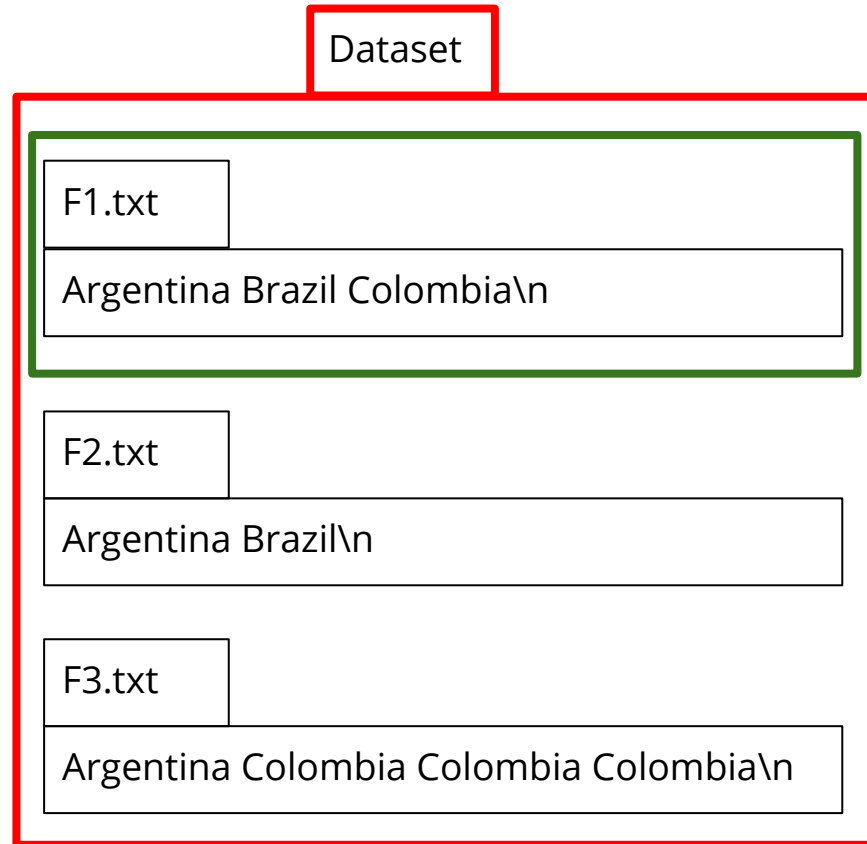 Dataset
F1.txt
Argentina Brazil Colombia\n
F2.txt
Argentina Brazil\n
F3.txt
Argentina Colombia Colombia Colombia\n